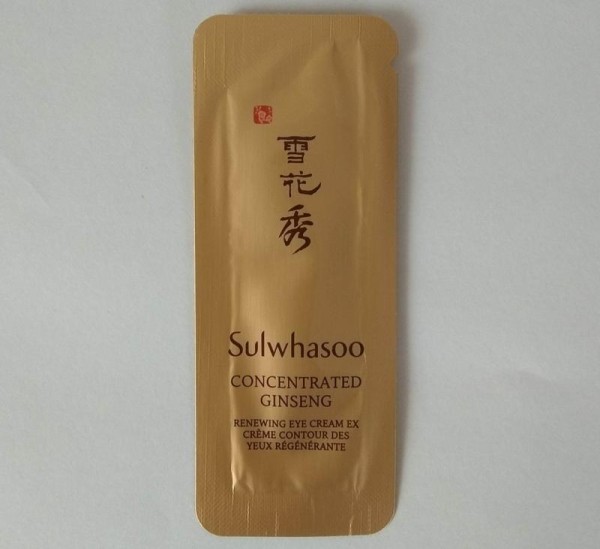 雪
花
秀
Sulwhasoo
CONCENTRATED
GINSENG
RENEWING EYE CREAM EX
CRÈME CONTOUR DES
YEUX RÉGÉNÉRANTE